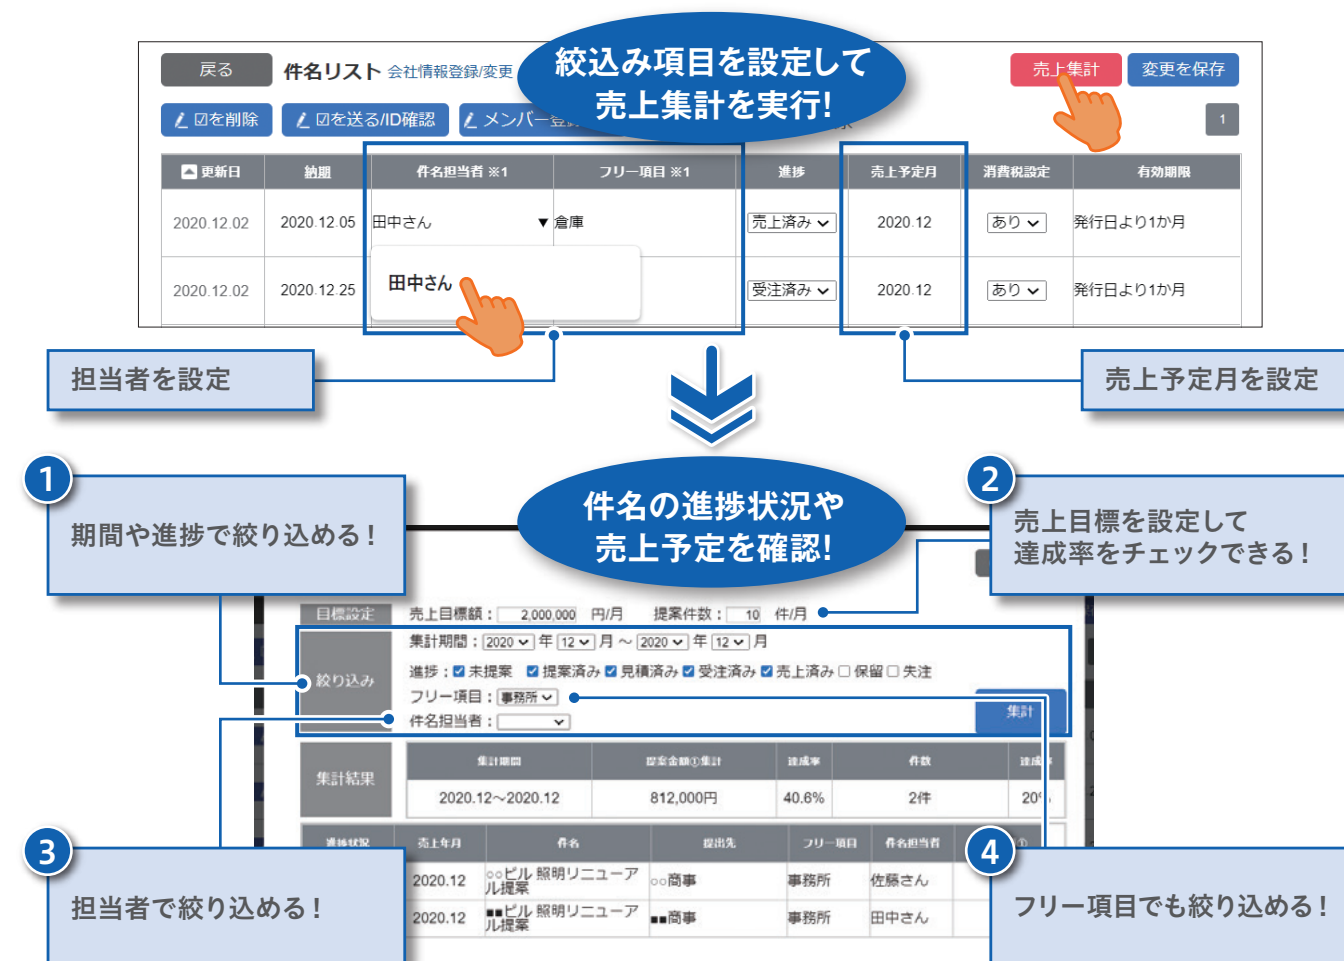 絞込み項目を設定して
売上集計を実行!
戻る 件名リスト 会社情報登録/変更 売上集計 変更を保存
☑を削除 ☑を送る/ID確認 メンバー 1
更新日 納期 件名担当者 ※1 フリー項目 ※1 進捗 売上予定月 消費税設定 有効期限
2020.12.02 2020.12.05 田中さん ▼ 倉庫 売上済み 2020.12 あり 発行日より1か月
田中さん
2020.12.02 2020.12.25 受注済み 2020.12 あり 発行日より1か月
担当者を設定
売上予定月を設定
件名の進捗状況や
売上予定を確認!
1
期間や進捗で絞り込める！
2
売上目標を設定して
達成率をチェックできる！
目標設定 売上目標額： 2,000,000 円/月 提案件数： 10 件/月
絞り込み
集計期間：2020 年 12 月 ～ 2020 年 12 月
進捗：☑未提案 ☑提案済み ☑見積済み ☑受注済み ☑売上済み □保留 □失注
フリー項目：事務所
件名担当者：
集計
集計結果
集計期間 提案金額①集計 達成率 件数
2020.12～2020.12 812,000円 40.6% 2件 20%
進捗状況 売上年月 件名 提出先 フリー項目 件名担当者
2020.12 ○○ビル 照明リニューア
ル提案 ○○商事 事務所 佐藤さん
2020.12 ■■ビル 照明リニューア
ル提案 ■■商事 事務所 田中さん
3
担当者で絞り込める！
4
フリー項目でも絞り込める！